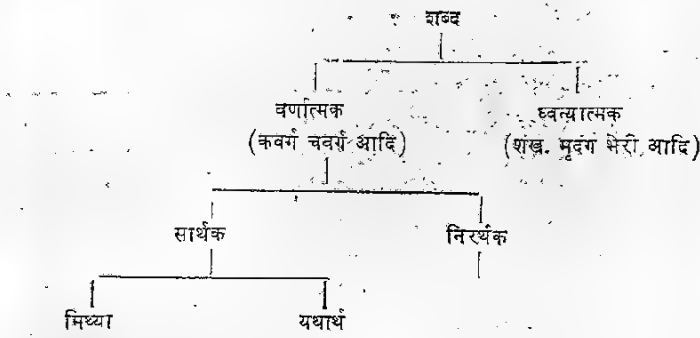 शब्द
वर्णात्मक ध्वन्यात्मक
(कवर्ग चवर्ग आदि) (शंख. मृदंग भेरी आदि)
सार्थक निरर्थक
मिथ्या यथार्थ